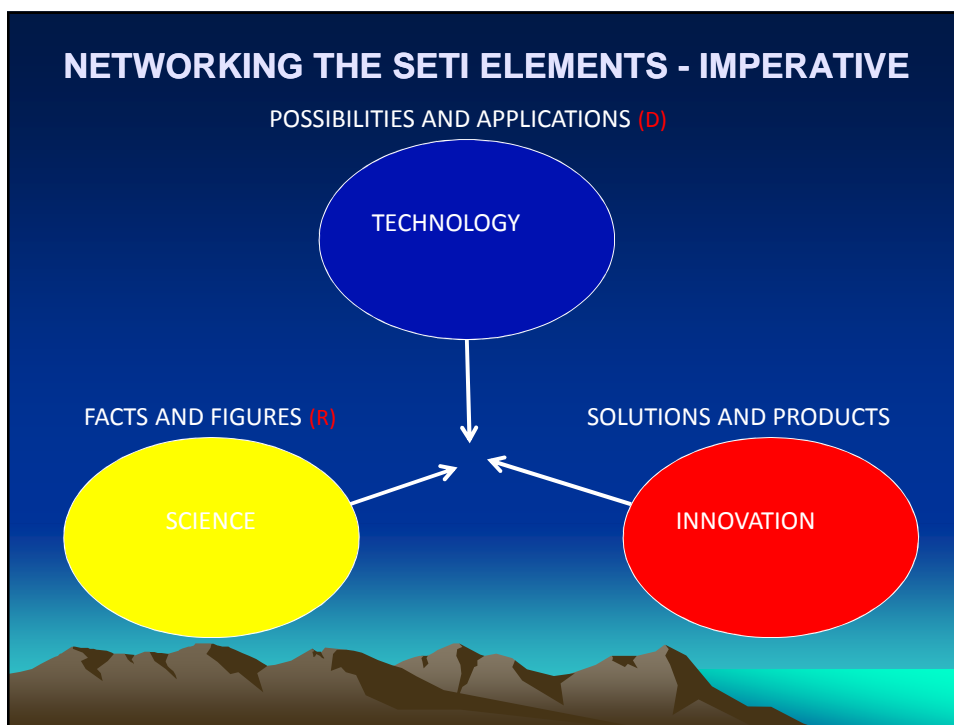 NETWORKING THE SETI ELEMENTS - IMPERATIVE
POSSIBILITIES AND APPLICATIONS (D)
TECHNOLOGY
FACTS AND FIGURES (R)
SOLUTIONS AND PRODUCTS
SCIENCE
INNOVATION